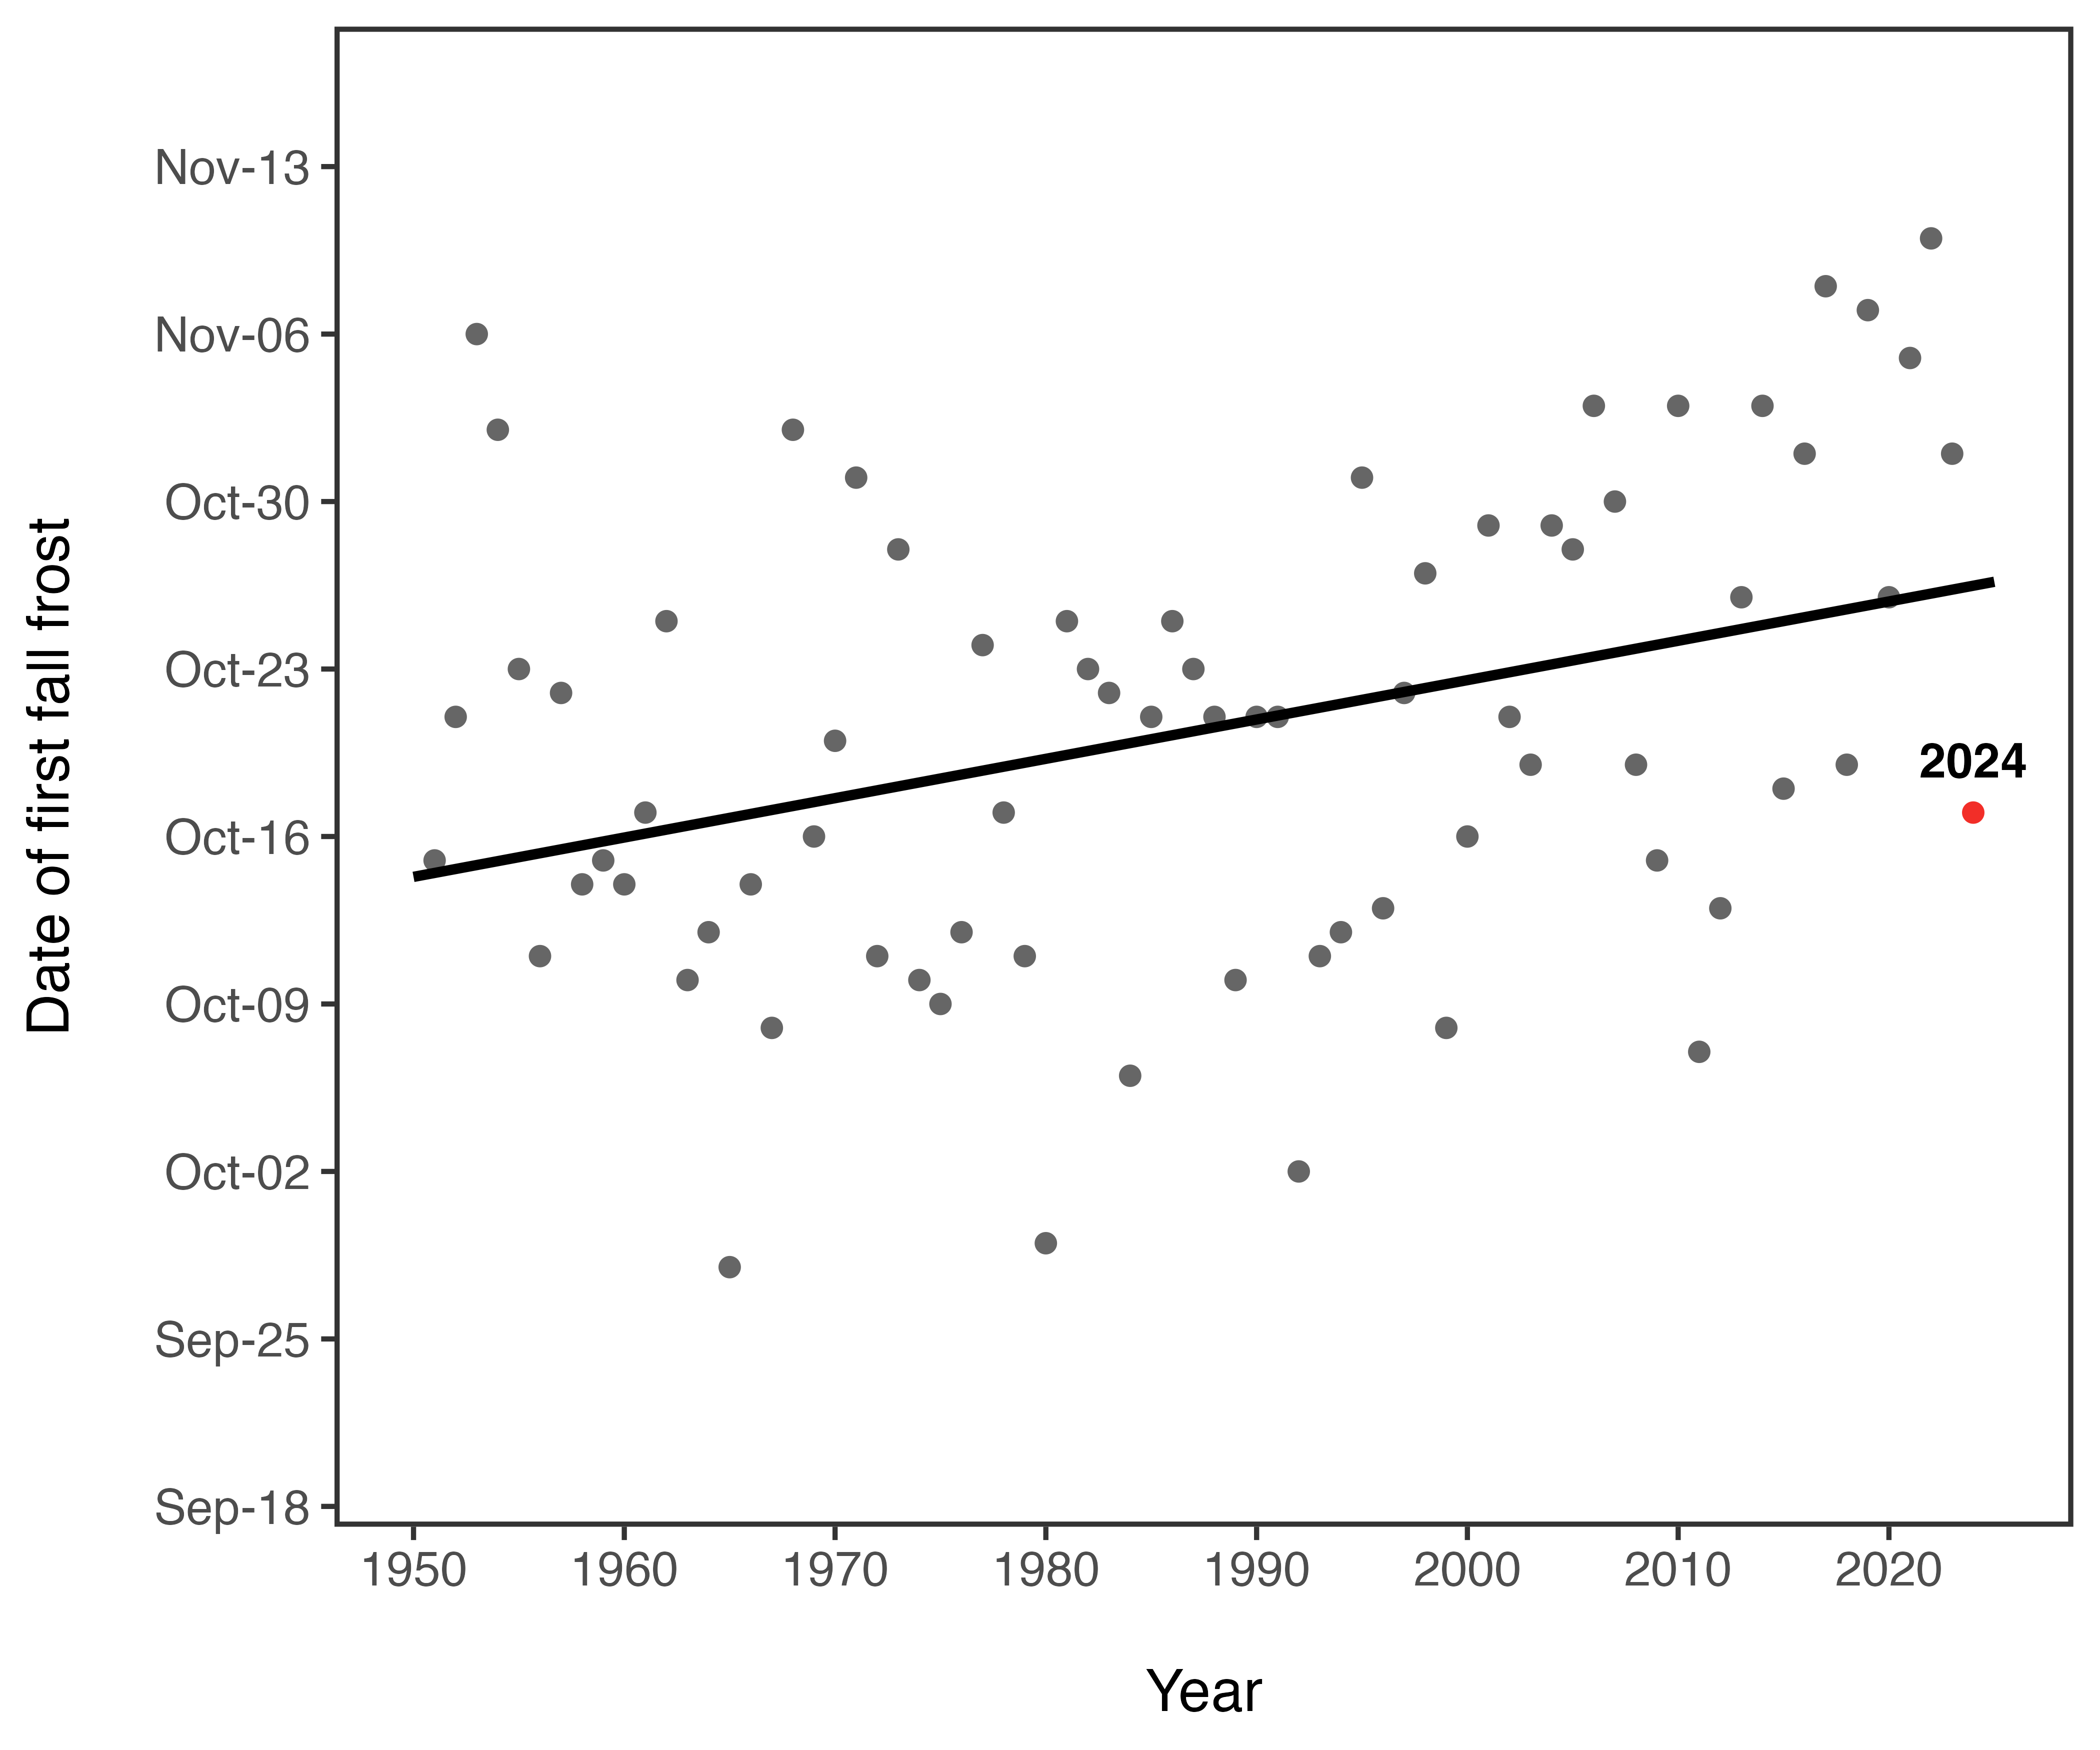 Date of first fall frost
Nov-13
Nov-06
Oct-30
Oct-23
Oct-16
Oct-09
Oct-02
Sep-25
Sep-18
2024
1950 1960 1970 1980 1990 2000 2010 2020
Year